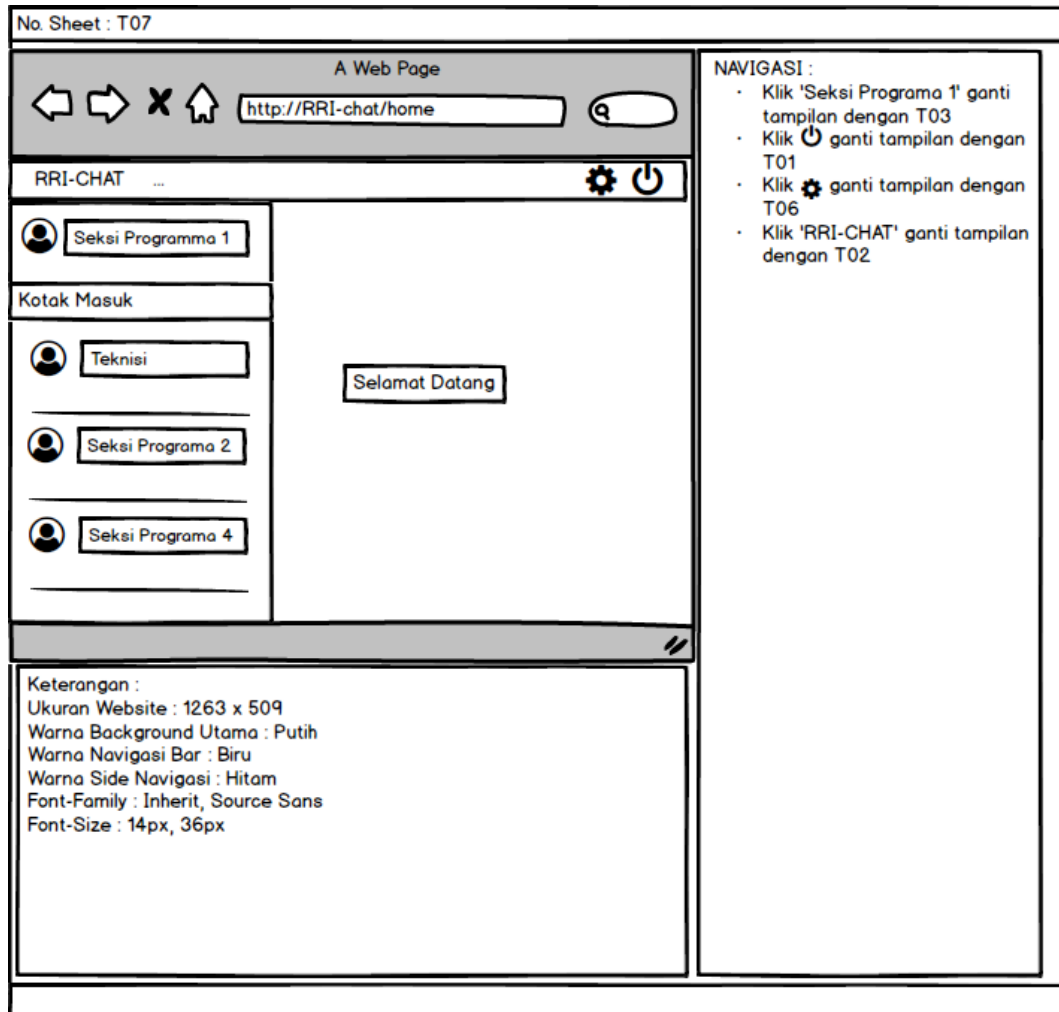 No. Sheet : T07
A Web Page
http://RRI-chat/home
RRI-CHAT ...
Seksi Programma 1
Kotak Masuk
Teknisi
Seksi Programa 2
Seksi Programa 4
Selamat Datang
NAVIGASI :
· Klik 'Seksi Programa 1' ganti
tampilan dengan T03
· Klik ganti tampilan dengan
T01
· Klik ganti tampilan dengan
T06
· Klik 'RRI-CHAT' ganti tampilan
dengan T02
Keterangan :
Ukuran Website : 1263 x 509
Warna Background Utama : Putih
Warna Navigasi Bar : Biru
Warna Side Navigasi : Hitam
Font-Family : Inherit, Source Sans
Font-Size : 14px, 36px